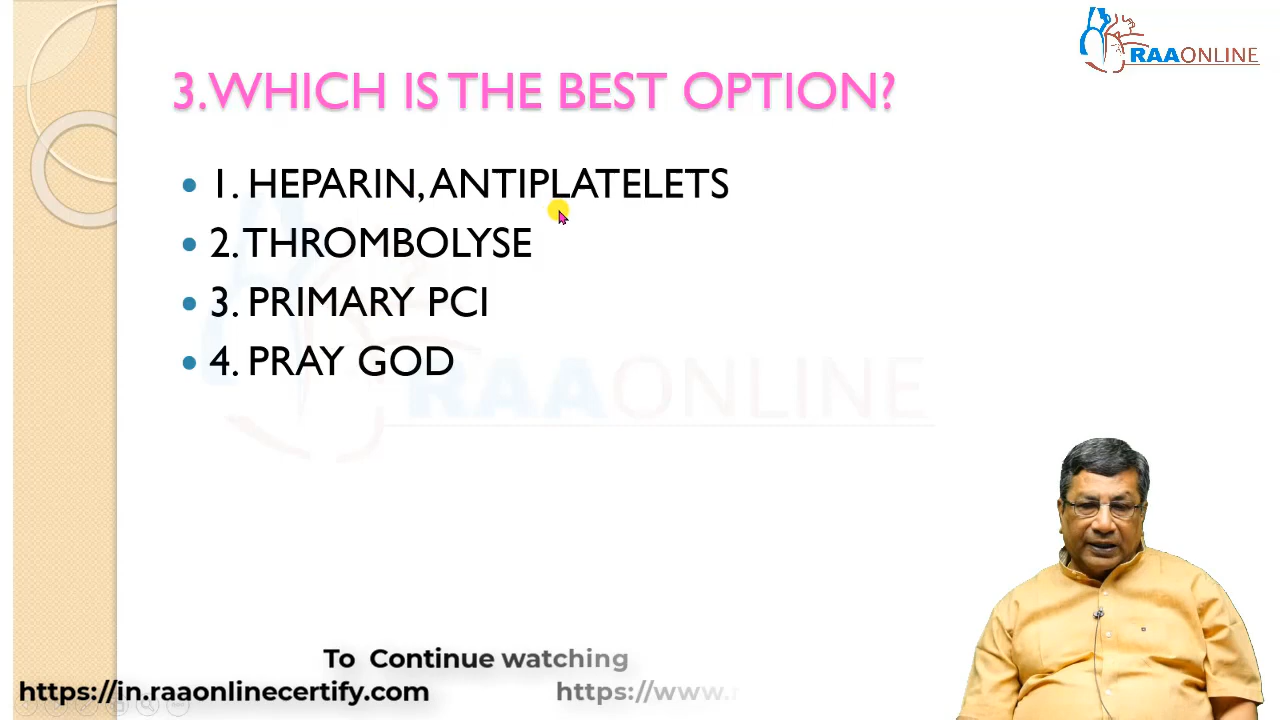 RAAONLINE
3.WHICH IS THE BEST OPTION?
1. HEPARIN, ANTIPLATELETS
2. THROMBOLYSE
3. PRIMARY PCI
4. PRAY GOD
RAAONLINE
To Continue watching
https://in.raaonlinecertify.com https://www.